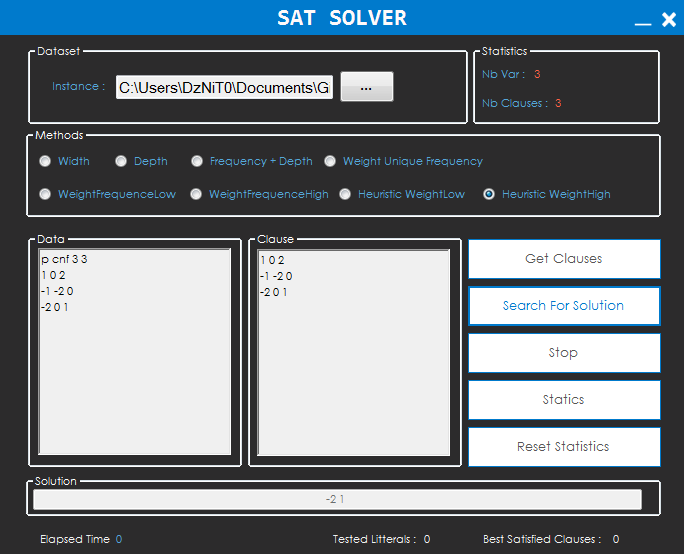 SAT SOLVER
Dataset
Instance :
C:\Users\DzNiT0\Documents\G
...
Statistics
Nb Var : 3
Nb Clauses : 3
Methods
Width Depth Frequency + Depth Weight Unique Frequency
WeightFrequenceLow WeightFrequenceHigh Heuristic WeightLow Heuristic WeightHigh
Data
p cnf 3 3
1 0 2
-1 -2 0
-2 0 1
Clause
1 0 2
-1 -2 0
-2 0 1
Get Clauses
Search For Solution
Stop
Statics
Reset Statistics
Solution
-2 1
Elapsed Time 0 Tested Litterals : 0 Best Satisfied Clauses : 0